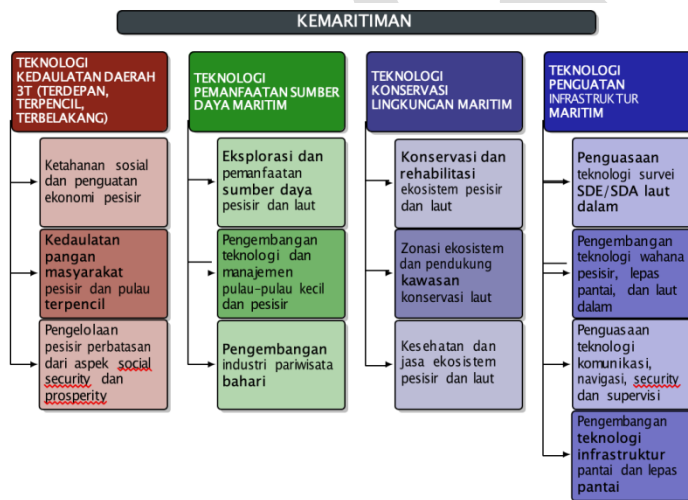 KEMARITIMAN
TEKNOLOGI
KEDAULATAN DAERAH
3T (TERDEPAN,
TERPENCIL,
TERBELAKANG)
Ketahanan sosial
dan penguatan
ekonomi pesisir
Kedaulatan
pangan
masyarakat
pesisir dan pulau
terpencil
Pengelolaan
pesisir perbatasan
dari aspek social
security dan
prosperity
TEKNOLOGI
PEMANFAATAN SUMBER
DAYA MARITIM
Eksplorasi dan
pemanfaatan
sumber daya
pesisir dan laut
Pengembangan
teknologi dan
manajemen
pulau-pulau kecil
dan pesisir
Pengembangan
industri pariwisata
bahari
TEKNOLOGI
KONSERVASI
LINGKUNGAN MARITIM
Konservasi dan
rehabilitasi
ekosistem pesisir
dan laut
Zonasi ekosistem
dan pendukung
kawasan
konservasi laut
Kesehatan dan
jasa ekosistem
pesisir dan laut
TEKNOLOGI
PENGUATAN
INFRASTRUKTUR
MARITIM
Penguasaan
teknologi survei
SDE/SDA laut
dalam
Pengembangan
teknologi wahana
pesisir, lepas
pantai, dan laut
dalam
Penguasaan
teknologi
komunikasi,
navigasi, security
dan supervisi
Pengembangan
teknologi
infrastruktur
pantai dan lepas
pantai